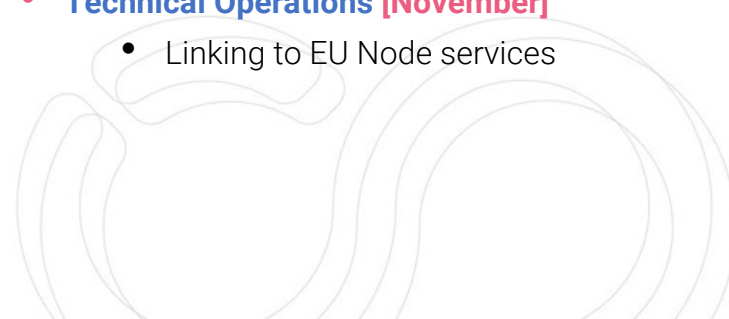 • Technical Operations [November]
• Linking to EU Node services